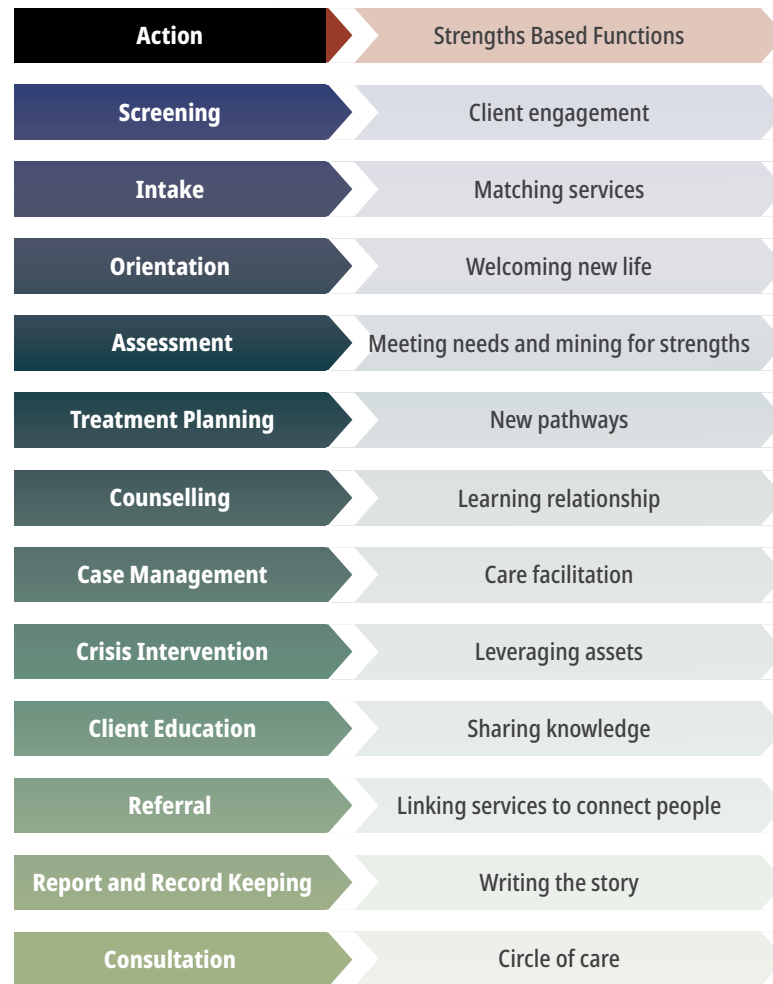 Action
Strengths Based Functions
Screening
Client engagement
Intake
Matching services
Orientation
Welcoming new life
Assessment
Meeting needs and mining for strengths
Treatment Planning
New pathways
Counselling
Learning relationship
Case Management
Care facilitation
Crisis Intervention
Leveraging assets
Client Education
Sharing knowledge
Referral
Linking services to connect people
Report and Record Keeping
Writing the story
Consultation
Circle of care